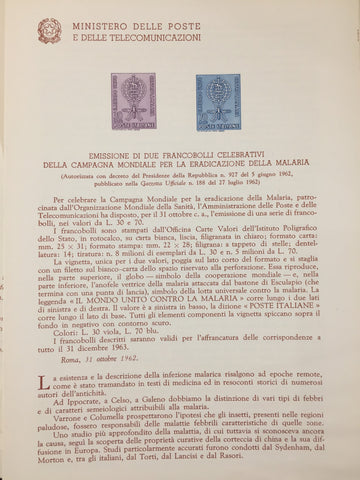 MINISTERO DELLE POSTE
E DELLE TELECOMUNICAZIONI
POSTE ITALIANE
POSTE ITALIANE
EMISSIONE DI DUE FRANCOBOLLI CELEBRATIVI
DELLA CAMPAGNA MONDIALE PER LA ERADICAZIONE DELLA MALARIA
(Autorizzata con decreto del Presidente della Repubblica n. 927 del 5 giugno 1962,
pubblicato nella Gazzetta Ufficiale n. 188 del 27 luglio 1962)
Per celebrare la Campagna Mondiale per la eradicazione della Malaria, patro-
cinata dall'Organizzazione Mondiale della Sanità, l'Amministrazione delle Poste e delle
Telecomunicazioni ha disposto, per il 31 ottobre c. a., l'emissione di una serie di franco-
bolli, nei valori da L. 30 e 70.
I francobolli sono stampati dall'Officina Carte Valori dell'Istituto Poligrafico
dello Stato, in rotocalco, su carta bianca, liscia, filigranata in chiaro; formato carta:
mm. 25 × 31; formato stampa: mm. 22 × 28; filigrana: a tappeto di stelle; dentel-
latura: 14; tiratura: n. 8 milioni di esemplari da L. 30 e n. 5 milioni da L. 70.
La vignetta, unica per i due valori, poggia sul lato corto del formato e si staglia
con un filetto sul bianco-carta dello spazio riservato alla perforazione. Essa riproduce,
nella parte superiore, il globo — simbolo della cooperazione mondiale — e, nella
parte inferiore, l'anofele vettrice della malaria attaccata dal bastone di Esculapio (che
termina con una punta di lancia), simbolo della lotta universale contro la malaria. La
leggenda « IL MONDO UNITO CONTRO LA MALARIA » corre lungo i due lati
di sinistra e di destra. Il valore è a sinistra in basso, la dizione « POSTE ITALIANE »
corre lungo il lato di base. Tutti gli elementi componenti la vignetta spiccano sopra il
fondo in negativo con contorno scuro.
Colori: L. 30 viola, L. 70 blu.
I francobolli descritti saranno validi per l'affrancatura delle corrispondenze a
tutto il 31 dicembre 1963.
Roma, 31 ottobre 1962.
La esistenza e la descrizione della infezione malarica risalgono ad epoche remote,
come è stato tramandato in testi di medicina ed in resoconti storici di numerosi
autori dell'antichità.
Ad Ippocrate, a Celso, a Galeno dobbiamo la distinzione di vari tipi di febbri
e di caratteri semeiologici attribuibili alla malaria.
Varrone e Columella prospettarono l'ipotesi che gli insetti, presenti nelle regioni
paludose, fossero responsabili delle malattie febbrili caratteristiche di quelle zone.
Uno studio più approfondito della malattia, di cui tuttavia si sconosceva ancora
la causa, seguì la scoperta delle proprietà curative della corteccia di china e la sua dif-
fusione in Europa. Studi particolarmente accurati furono condotti dal Sydenham, dal
Morton e, tra gli italiani, dal Torti, dal Lancisi e dal Rasori.